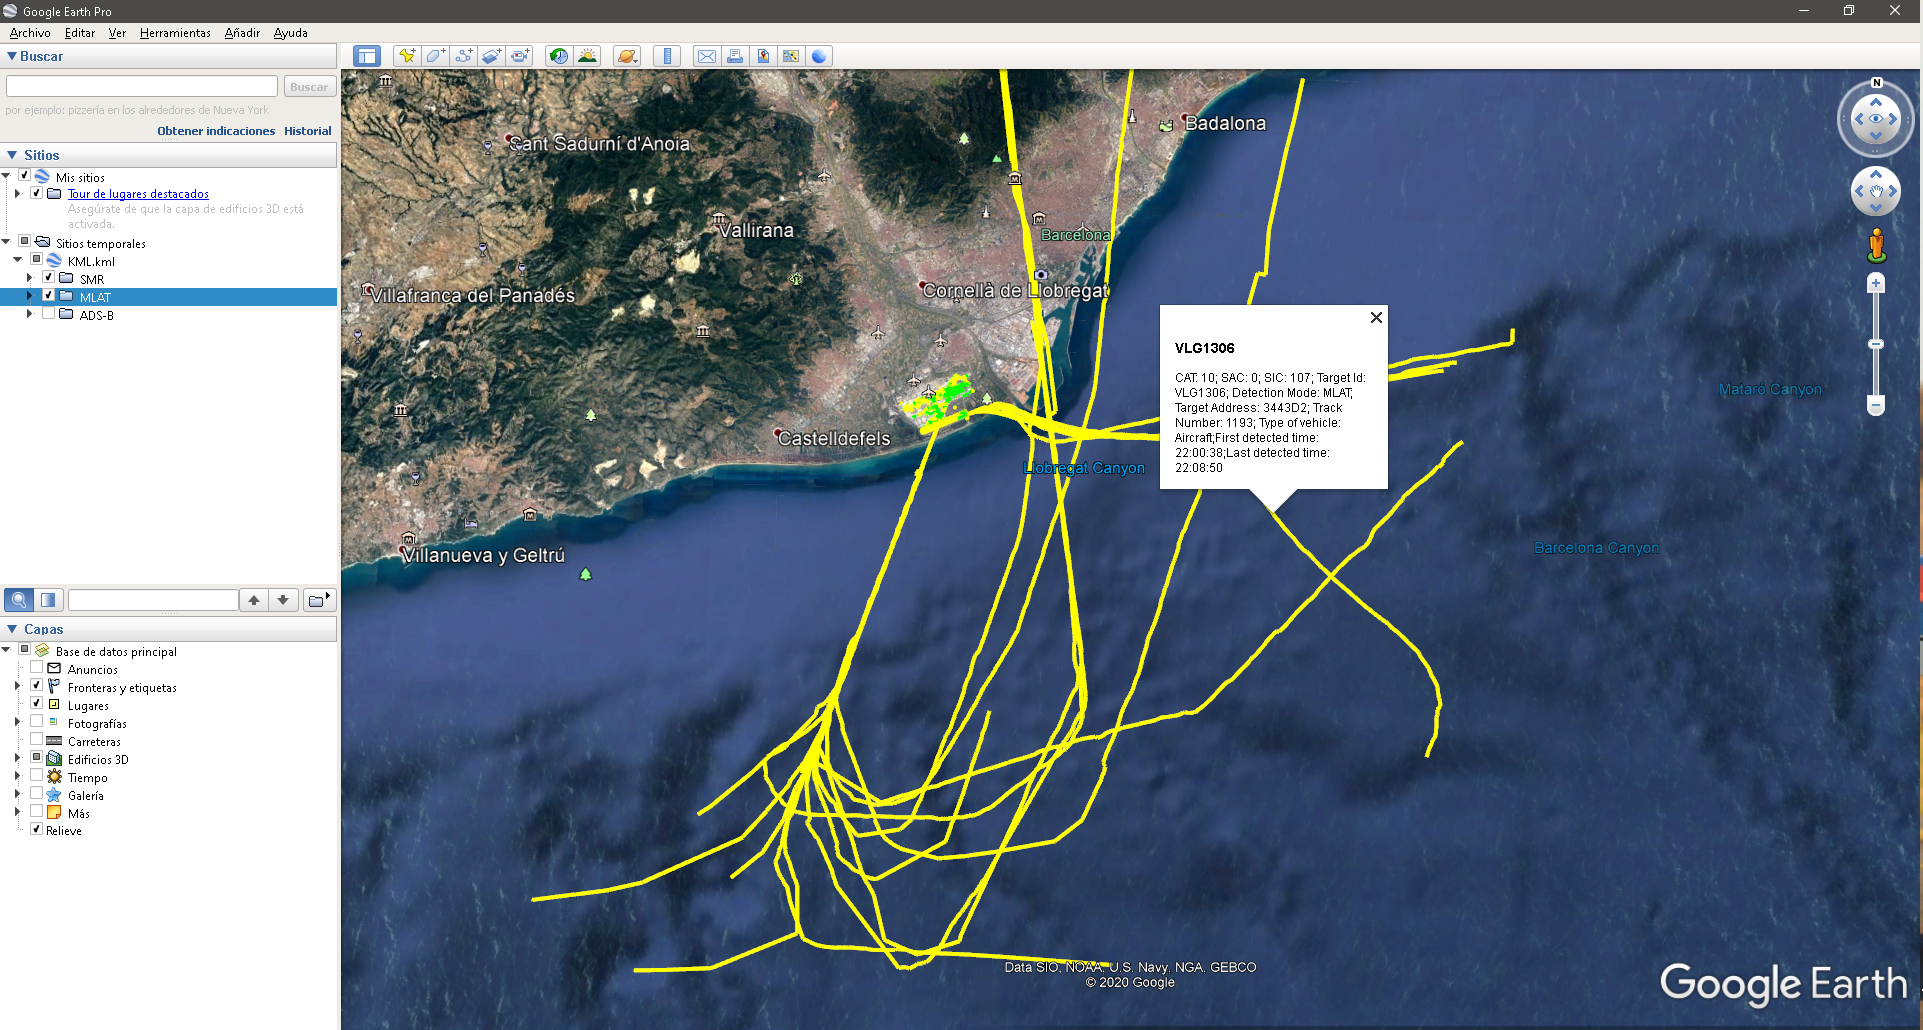 Google Earth Pro
Archivo Editar Ver Herramientas Añadir Ayuda
Buscar
Buscar
por ejemplo: pizzería en los alrededores de Nueva York
Obtener indicaciones Historial
Sitios
Mis sitios
Tour de lugares destacados
Asegúrate de que la capa de edificios 3D está
activada.
Sitios temporales
KML.kml
SMR
MLAT
ADS-B
Capas
Base de datos principal
Anuncios
Fronteras y etiquetas
Lugares
Fotografías
Carreteras
Edificios 3D
Tiempo
Galería
Más
Relieve
N
Badalona
Sant Sadurní d'Anoia
Vallirana
Barcelona
Villafranca del Panadés
Cornellà de Llobregat
Castelldefels
Llobregat Canyon
Villanueva y Geltrú
Mataró Canyon
Barcelona Canyon
VLG1306
CAT: 10; SAC: 0; SIC: 107; Target Id:
VLG1306; Detection Mode: MLAT;
Target Address: 3443D2; Track
Number: 1193; Type of vehicle:
Aircraft;First detected time:
22:00:38;Last detected time:
22:08:50
Data SIO, NOAA, U.S. Navy, NGA, GEBCO
© 2020 Google
Google Earth